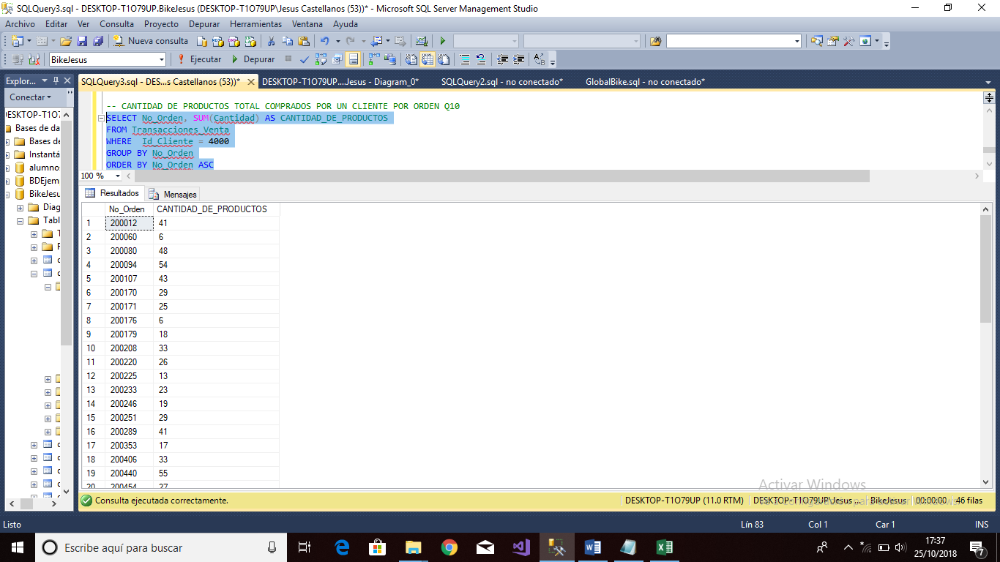 SQLQuery3.sql - DESKTOP-T1O79UP.BikeJesus (DESKTOP-T1O79UP\Jesus Castellanos (53))* - Microsoft SQL Server Management Studio
Archivo Editar Ver Consulta Proyecto Depurar Herramientas Ventana Ayuda
Nueva consulta
BikeJesus Ejecutar Depurar
Explor...
SQLQuery3.sql - DES...s Castellanos (53))* DESKTOP-T1O79UP....Jesus - Diagram_0* SQLQuery2.sql - no conectado* GlobalBike.sql - no conectado*
Conectar
Bases de da
Bases de
Instantá
alumno
BDEjem
BikeJesu
Diag
Tabl
-- CANTIDAD DE PRODUCTOS TOTAL COMPRADOS POR UN CLIENTE POR ORDEN Q10
SELECT No_Orden, SUM(Cantidad) AS CANTIDAD_DE_PRODUCTOS
FROM Transacciones_Venta
WHERE Id_Cliente = 4000
GROUP BY No_Orden
ORDER BY No_Orden ASC
100 %
Resultados Mensajes
No_Orden CANTIDAD_DE_PRODUCTOS
1 200012 41
2 200060 6
3 200080 48
4 200094 54
5 200107 43
6 200170 29
7 200171 25
8 200176 6
9 200179 18
10 200208 33
11 200220 26
12 200225 13
13 200233 23
14 200246 19
15 200251 29
16 200289 41
17 200353 17
18 200406 33
19 200440 55
20 200454 27
Activar Windows
Consulta ejecutada correctamente. DESKTOP-T1O79UP (11.0 RTM) DESKTOP-T1O79UP\Jesus ... BikeJesus 00:00:00 46 filas
Listo Lín 83 Col 1 Car 1 INS
Escribe aquí para buscar
17:37
25/10/2018
7